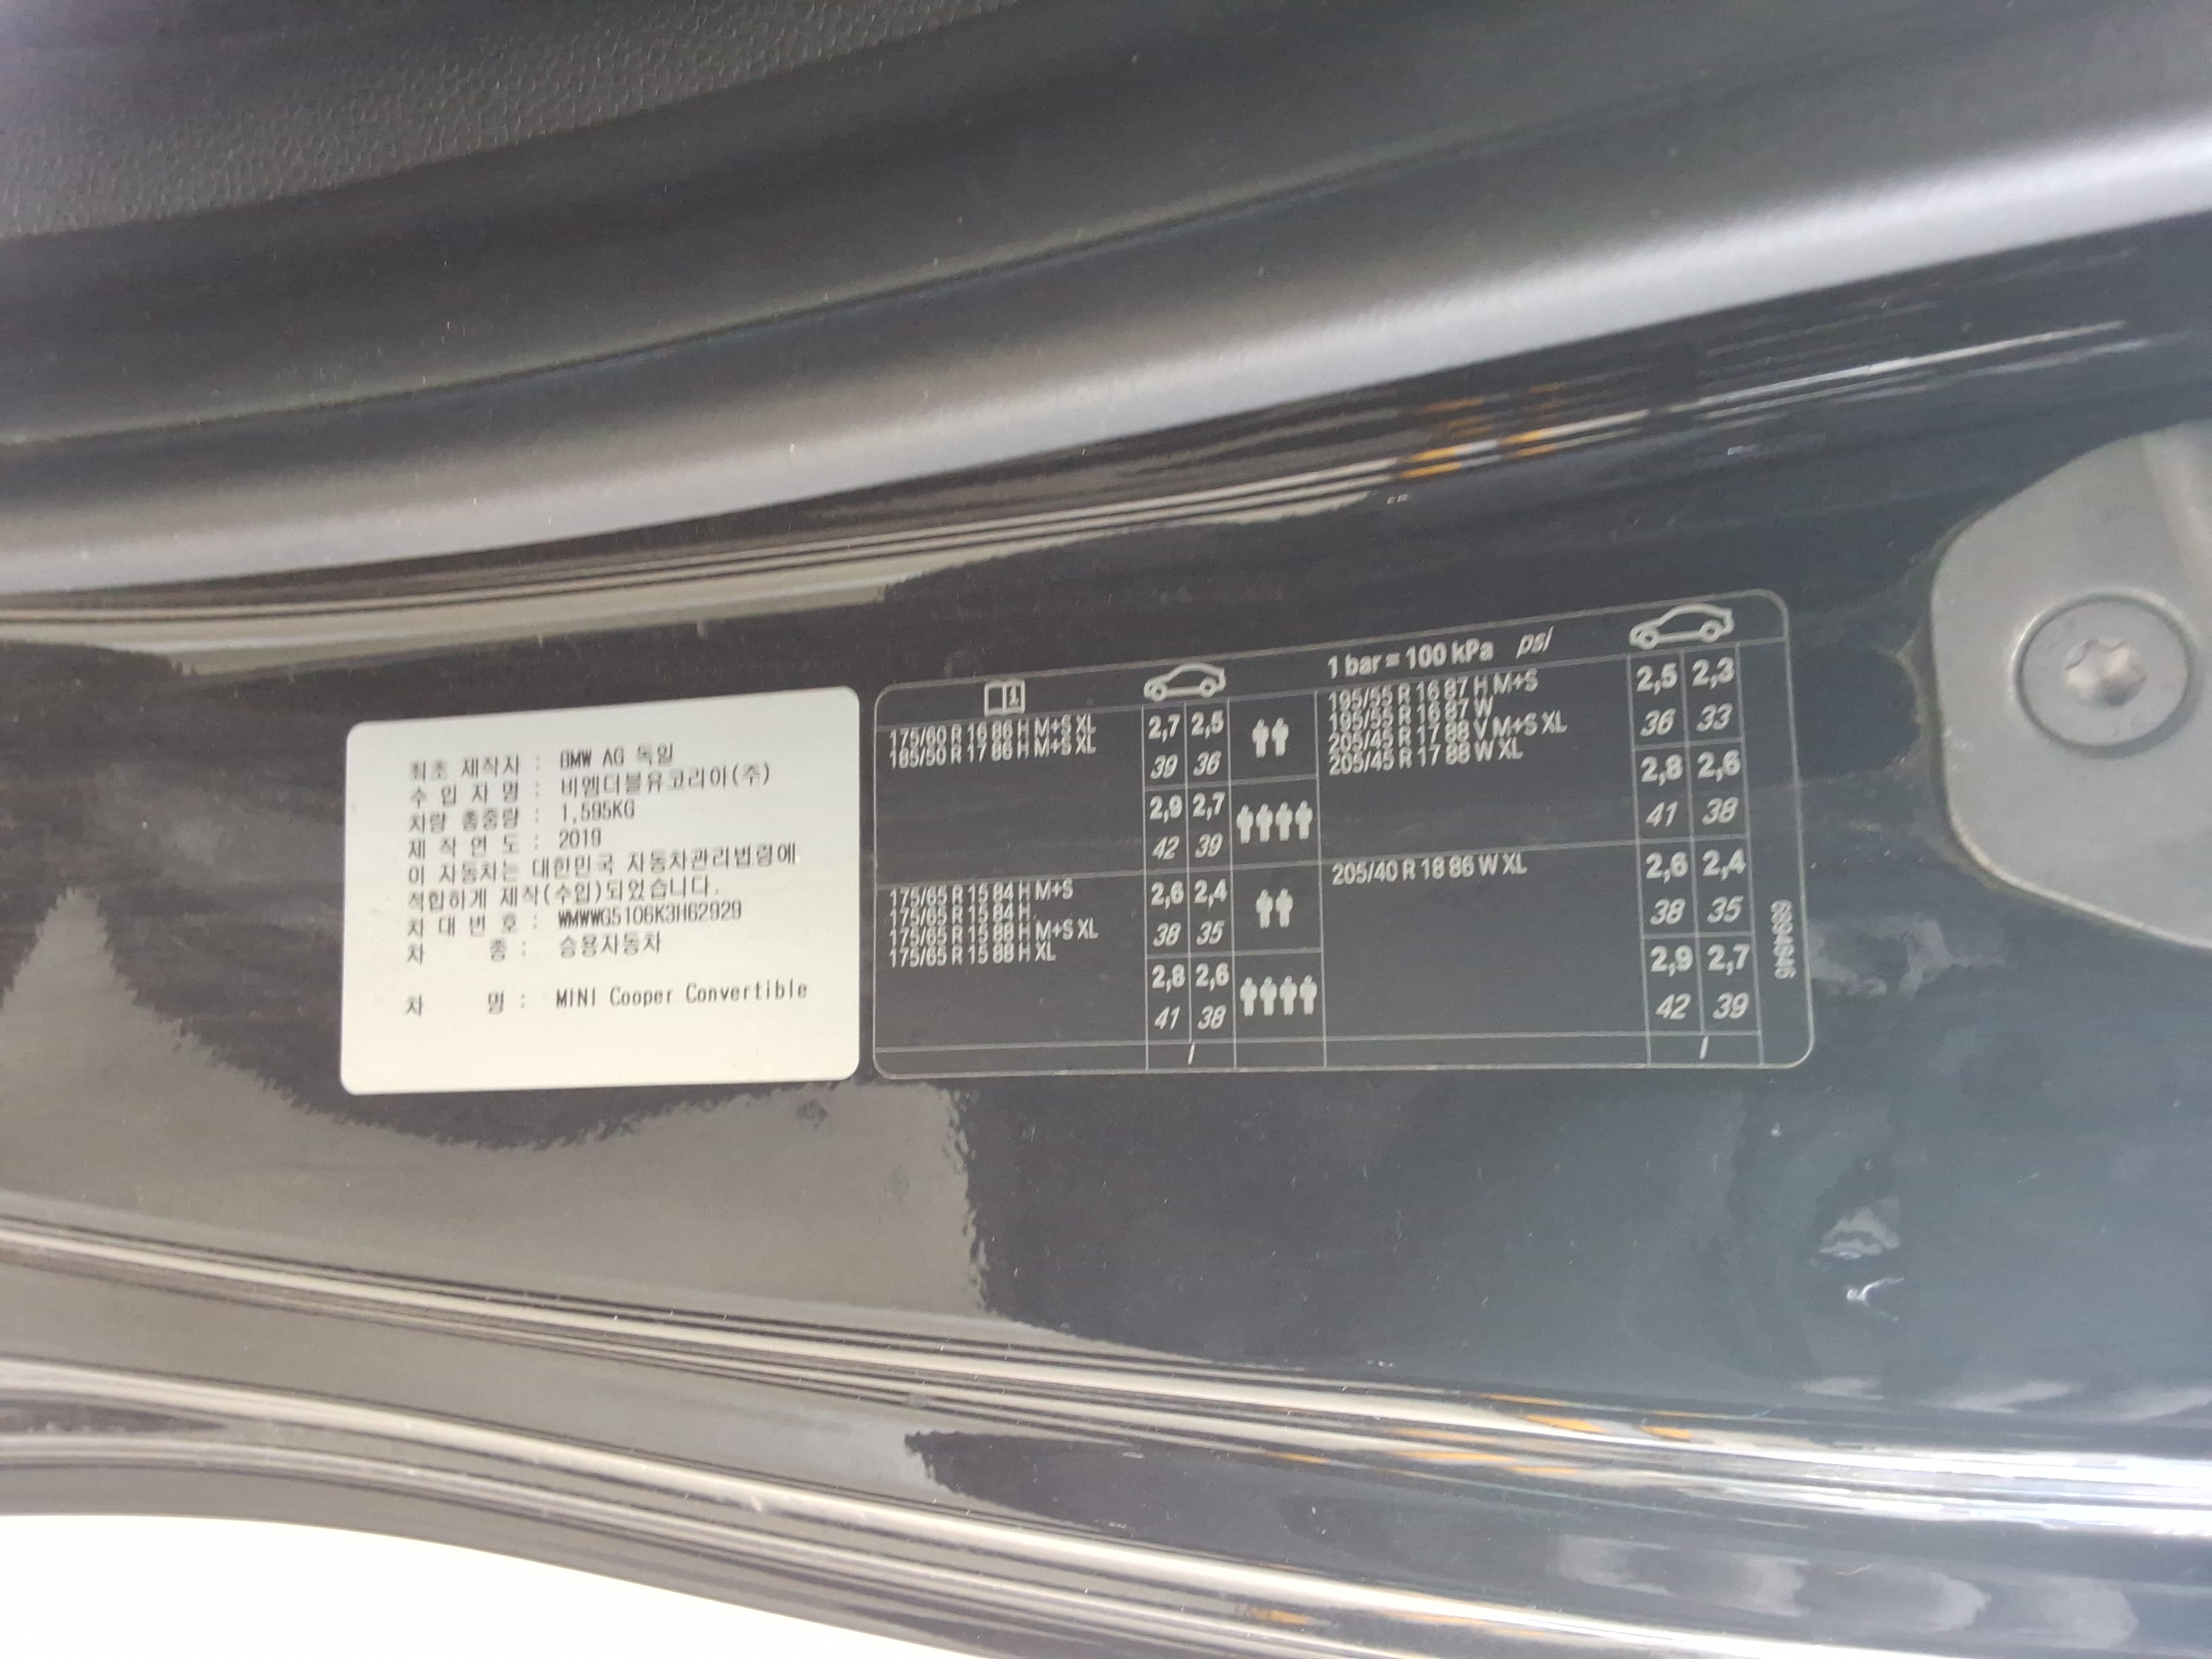 최초 제작자 : BMW AG 독일
수 입 자 명 : 비엠더블유코리아(주)
차량 총중량 : 1,595KG
제 작 연 도 : 2019
이 자동차는 대한민국 자동차관리법령에
적합하게 제작(수입)되었습니다.
차 대 번 호 : WMWWG5106K3H62929
차 종 : 승용자동차
차 명 : MINI Cooper Convertible
1 bar = 100 kPa psi
175/60 R 16 86 H M+S XL
185/50 R 17 86 H M+S XL
2,7 2,5
39 36
2,9 2,7
42 39
175/65 R 15 84 H M+S
175/65 R 15 84 H
175/65 R 15 88 H M+S XL
175/65 R 15 88 H XL
2,6 2,4
38 35
2,8 2,6
41 38
/
195/55 R 16 87 H M+S
195/55 R 16 87 W
205/45 R 17 88 V M+S XL
205/45 R 17 88 W XL
2,5 2,3
36 33
2,8 2,6
41 38
205/40 R 18 86 W XL
2,6 2,4
38 35
2,9 2,7
42 39
/